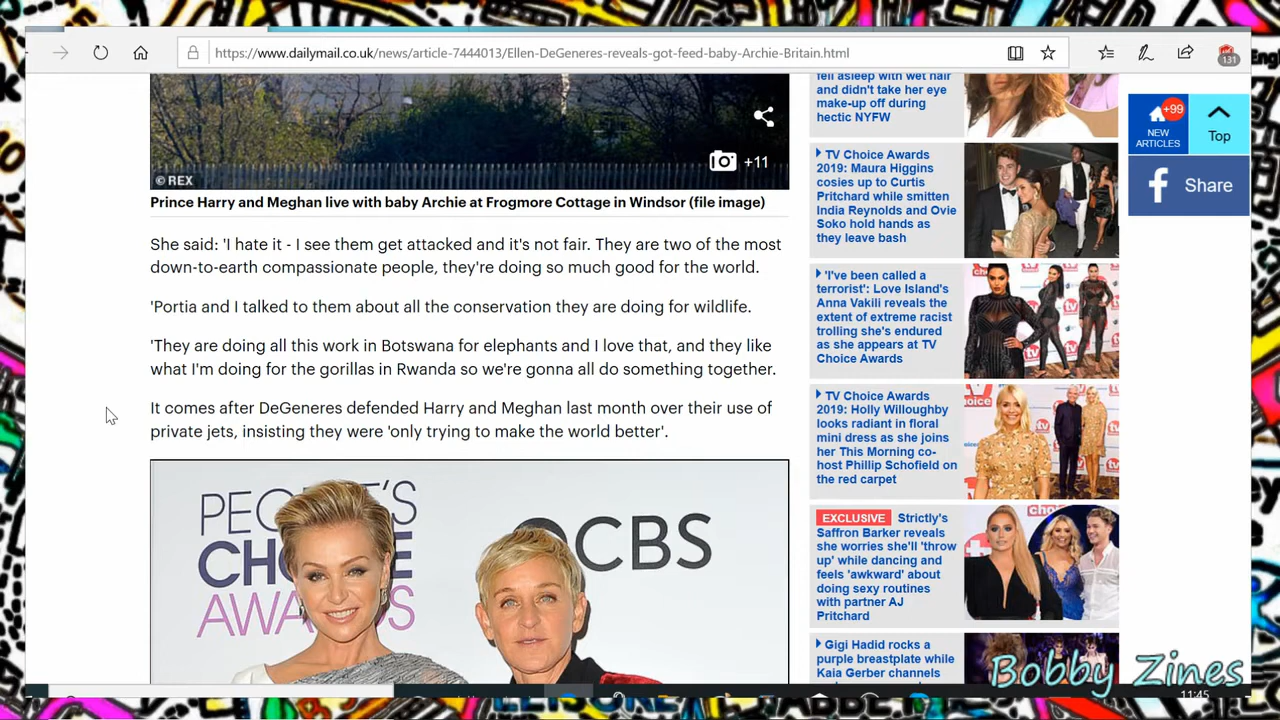 https://www.dailymail.co.uk/news/article-7444013/Ellen-DeGeneres-reveals-got-feed-baby-Archie-Britain.html
131
+11
© REX
Prince Harry and Meghan live with baby Archie at Frogmore Cottage in Windsor (file image)
She said: 'I hate it - I see them get attacked and it's not fair. They are two of the most
down-to-earth compassionate people, they're doing so much good for the world.
'Portia and I talked to them about all the conservation they are doing for wildlife.
'They are doing all this work in Botswana for elephants and I love that, and they like
what I'm doing for the gorillas in Rwanda so we're gonna all do something together.
It comes after DeGeneres defended Harry and Meghan last month over their use of
private jets, insisting they were 'only trying to make the world better'.
PEOPLE'S
CHOICE
AWARDS
CBS
fell asleep with wet hair
and didn't take her eye
make-up off during
hectic NYFW
TV Choice Awards
2019: Maura Higgins
cosies up to Curtis
Pritchard while smitten
India Reynolds and Ovie
Soko hold hands as
they leave bash
'I've been called a
terrorist': Love Island's
Anna Vakili reveals the
extent of extreme racist
trolling she's endured
as she appears at TV
Choice Awards
TV Choice Awards
2019: Holly Willoughby
looks radiant in floral
mini dress as she joins
her This Morning co-
host Phillip Schofield on
the red carpet
EXCLUSIVE Strictly's
Saffron Barker reveals
she worries she'll 'throw
up' while dancing and
feels 'awkward' about
doing sexy routines
with partner AJ
Pritchard
Gigi Hadid rocks a
purple breastplate while
Kaia Gerber channels
+99
NEW
ARTICLES
Top
Share
Bobby Zines
11:45